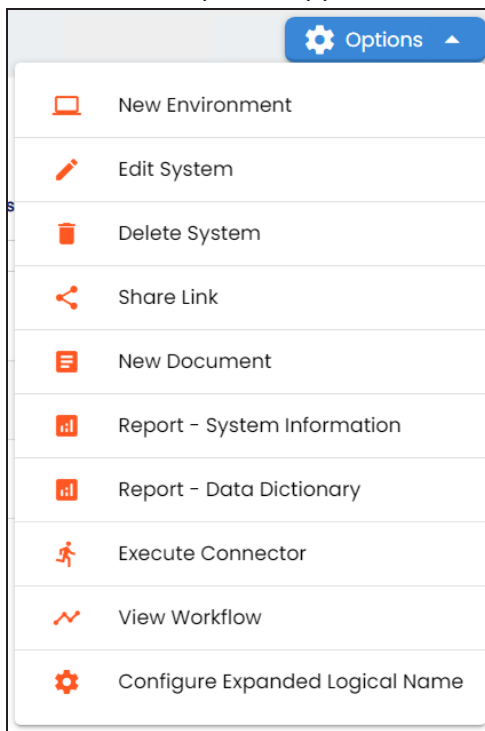 Options
New Environment
Edit System
s
Delete System
Share Link
New Document
Report - System Information
Report - Data Dictionary
Execute Connector
View Workflow
Configure Expanded Logical Name